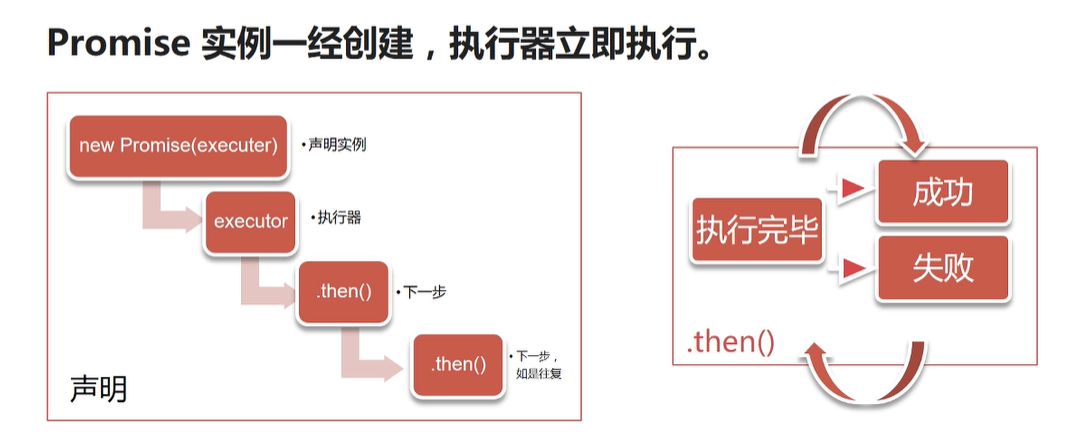 Promise 实例一经创建，执行器立即执行。
new Promise(executer)
•声明实例
executor
•执行器
.then()
•下一步
.then()
•下一步，
如是往复
声明
执行完毕
成功
失败
.then()